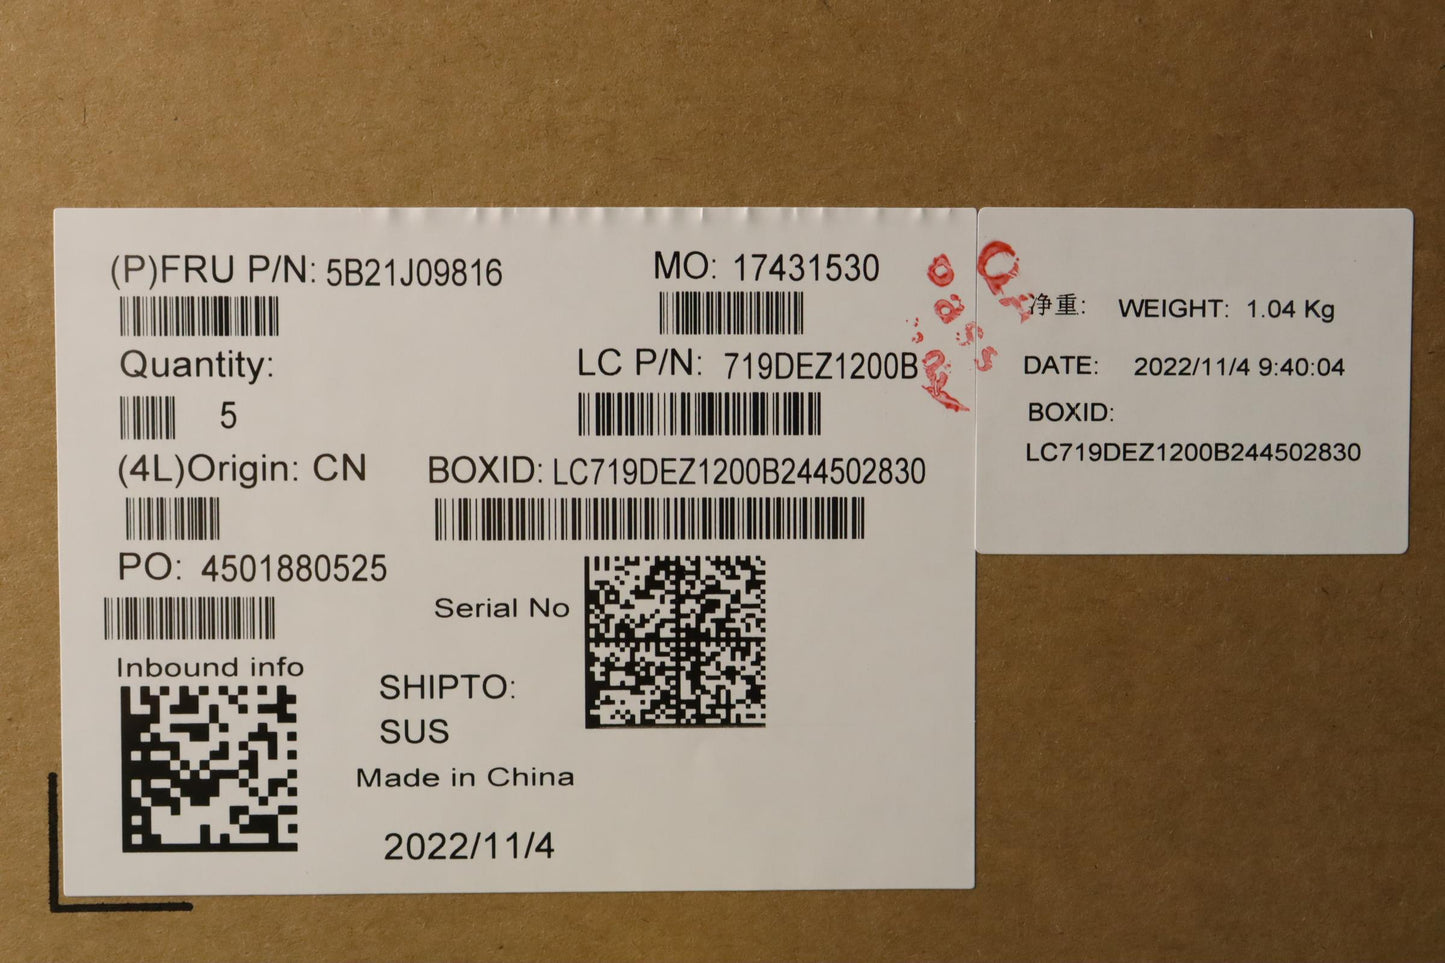 (P)FRU P/N: 5B21J09816
MO: 17431530
Quantity:
5
LC P/N: 719DEZ1200B
(4L)Origin: CN
BOXID: LC719DEZ1200B244502830
PO: 4501880525
Serial No
Inbound info
SHIPTO:
SUS
Made in China
2022/11/4
净重: WEIGHT: 1.04 Kg
DATE: 2022/11/4 9:40:04
BOXID:
LC719DEZ1200B244502830